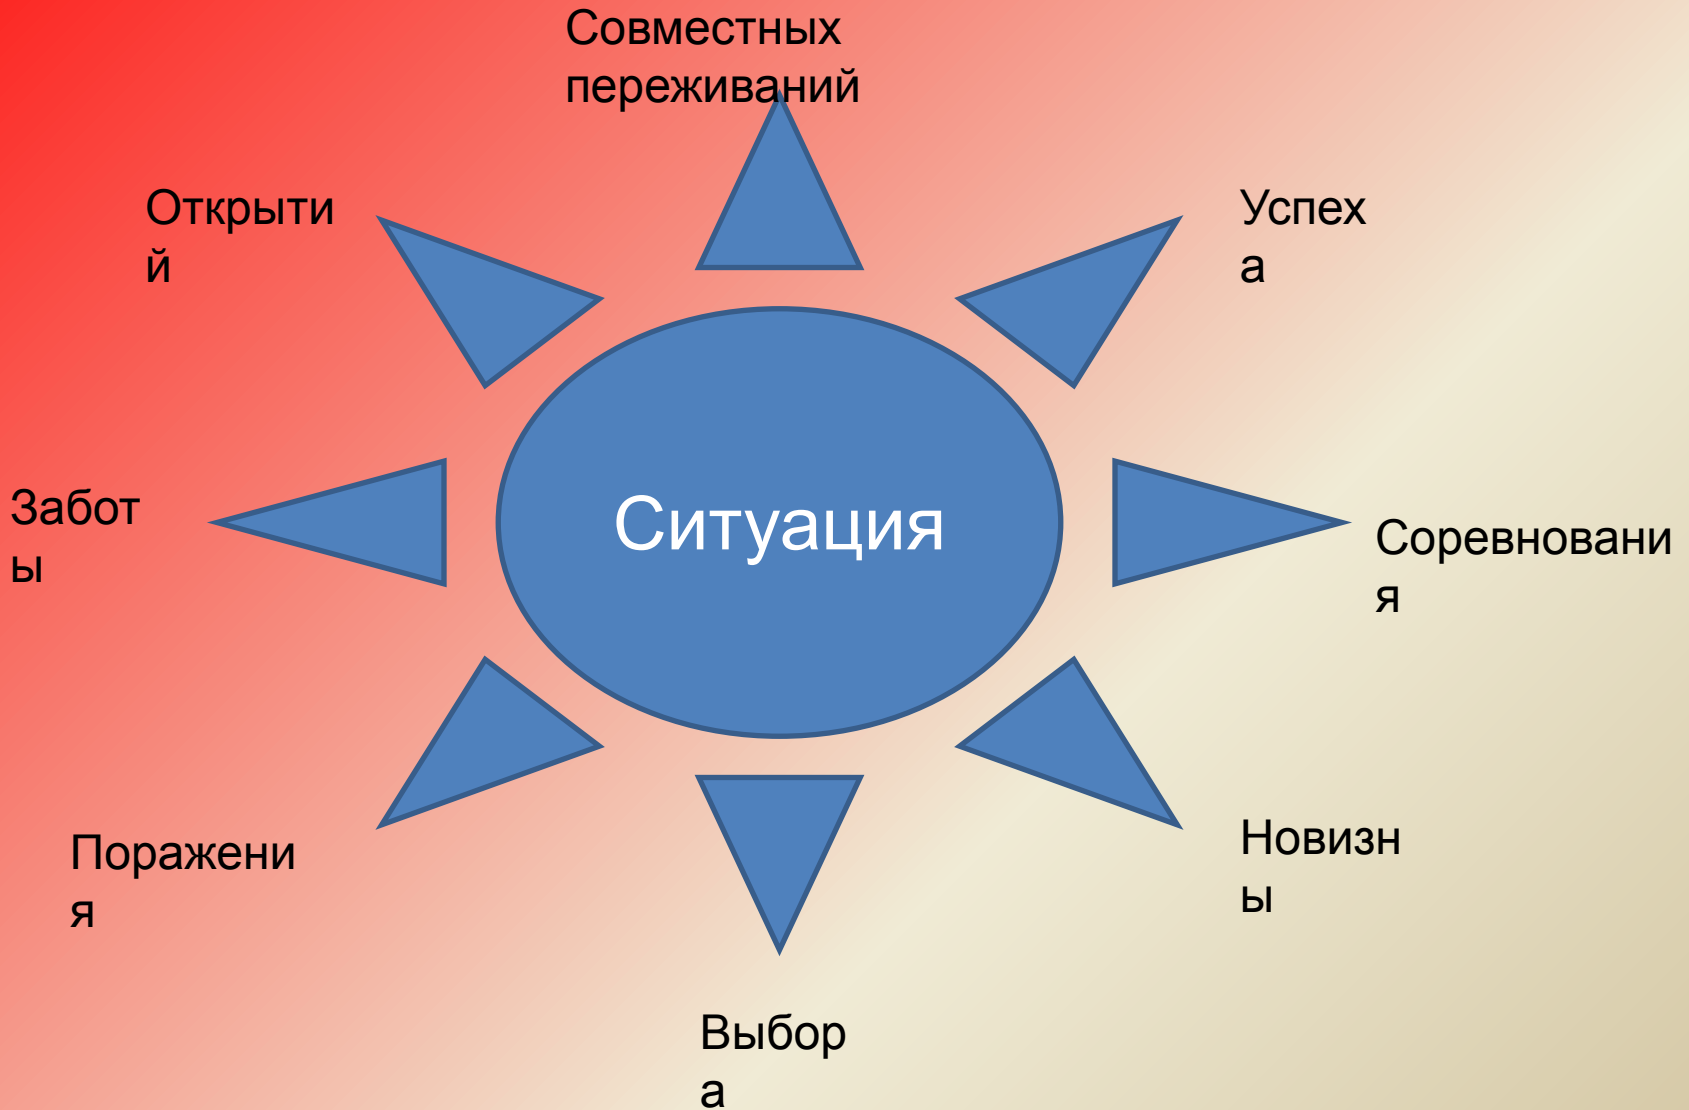 Совместных
переживаний
Открыти
й
Успех
а
Забот
ы
Ситуация
Соревновани
я
Поражени
я
Новизн
ы
Выбор
а